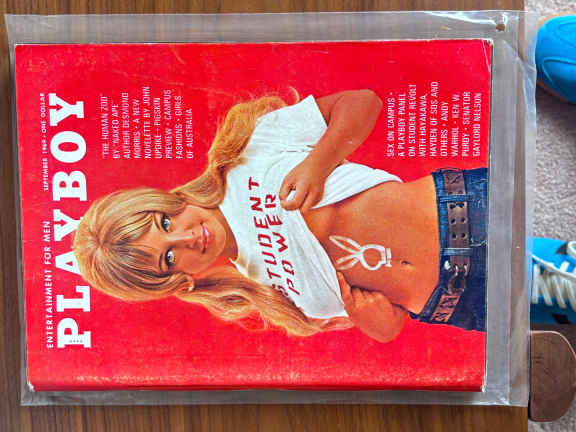 ENTERTAINMENT FOR MEN
SEPTEMBER 1969 • ONE DOLLAR
PLAYBOY
"THE HUMAN ZOO"
BY "NAKED APE"
AUTHOR DESMOND
MORRIS • A NEW
NOVELETTE BY JOHN
UPDIKE • PIGSKIN
PREVIEW • CAMPUS
FASHIONS • GIRLS
OF AUSTRALIA
STUDENT
POWER
SEX ON CAMPUS •
A PLAYBOY PANEL
ON STUDENT REVOLT
WITH HAYAKAWA,
HAYDEN OF SDS AND
OTHERS • ANDY
WARHOL • KEN W.
PURDY • SENATOR
GAYLORD NELSON